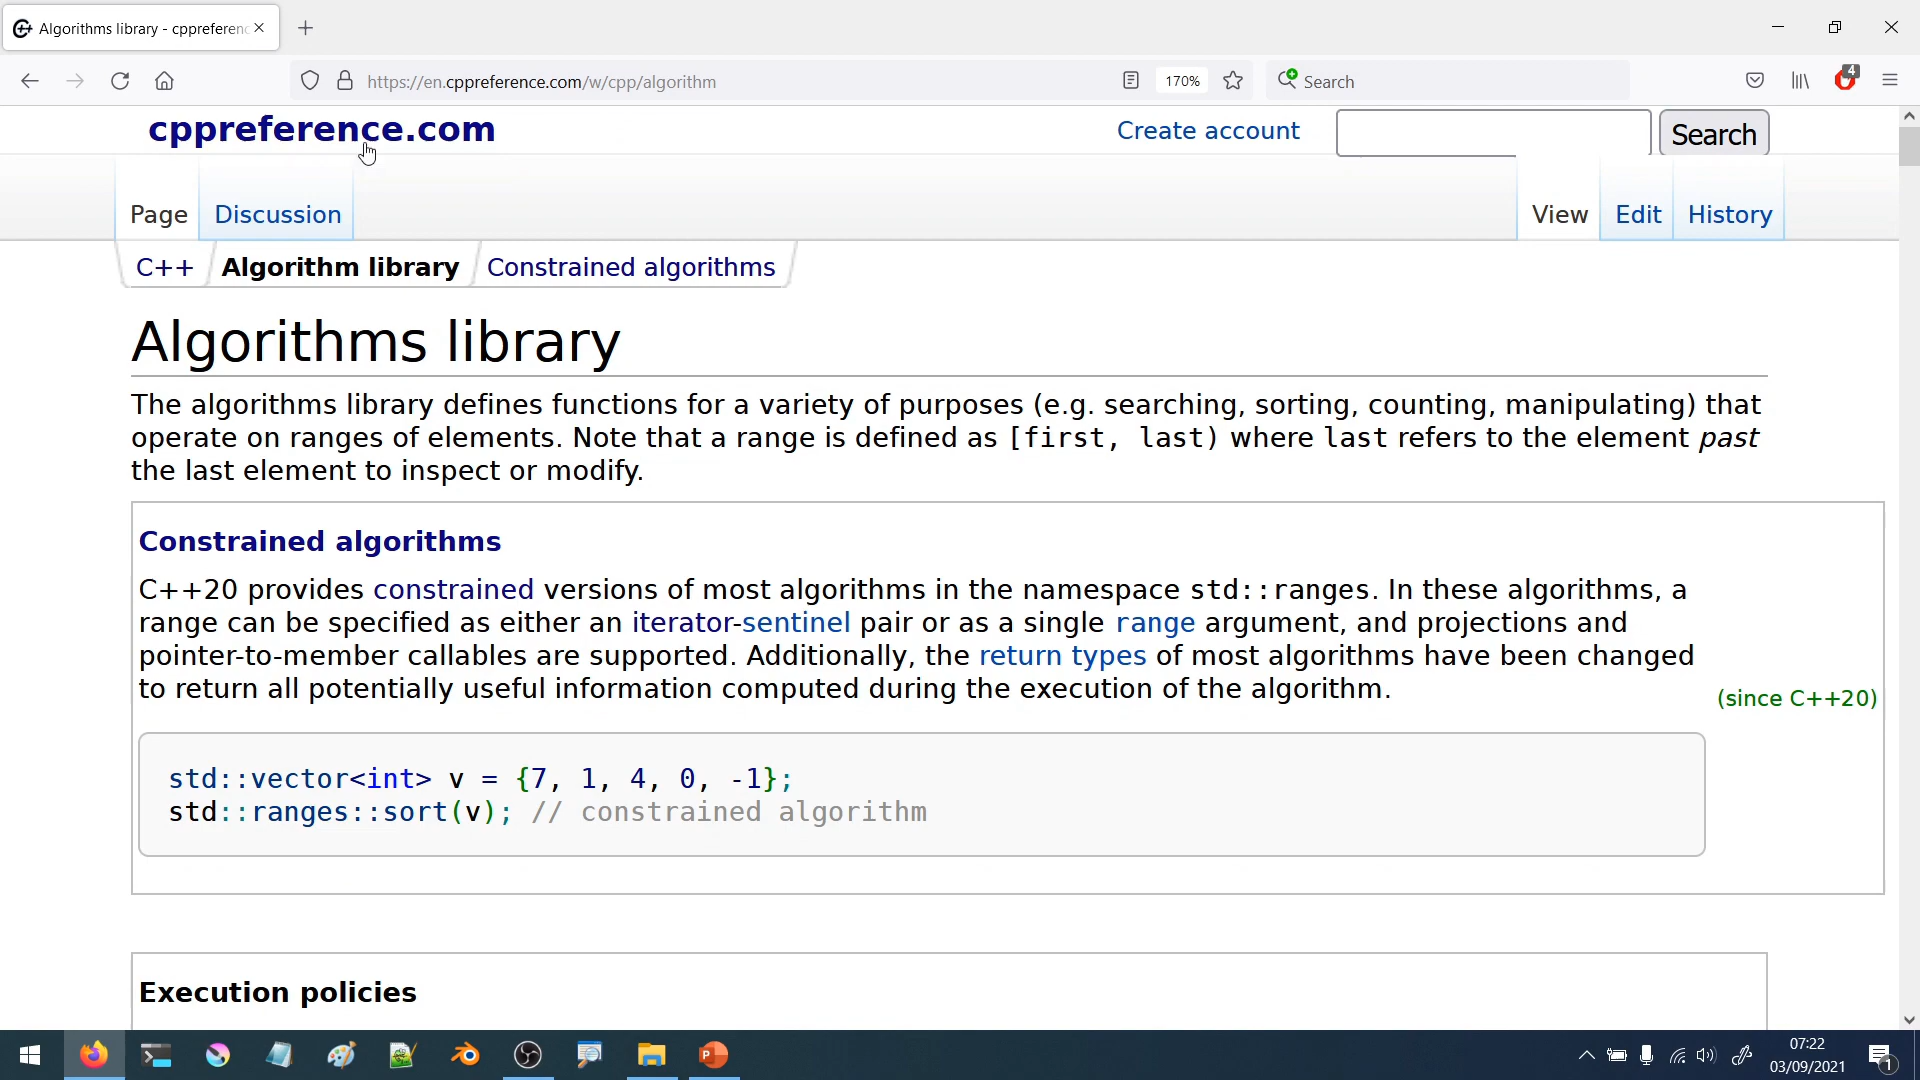 Algorithms library - cppreferenc
https://en.cppreference.com/w/cpp/algorithm
170%
Search
4
cppreference.com
Create account
Search
Page
Discussion
View
Edit
History
C++
Algorithm library
Constrained algorithms
Algorithms library
The algorithms library defines functions for a variety of purposes (e.g. searching, sorting, counting, manipulating) that
operate on ranges of elements. Note that a range is defined as [first, last) where last refers to the element past
the last element to inspect or modify.
Constrained algorithms
C++20 provides constrained versions of most algorithms in the namespace std::ranges. In these algorithms, a
range can be specified as either an iterator-sentinel pair or as a single range argument, and projections and
pointer-to-member callables are supported. Additionally, the return types of most algorithms have been changed
to return all potentially useful information computed during the execution of the algorithm.
(since C++20)
std::vector<int> v = {7, 1, 4, 0, -1};
std::ranges::sort(v); // constrained algorithm
Execution policies
07:22
03/09/2021
1